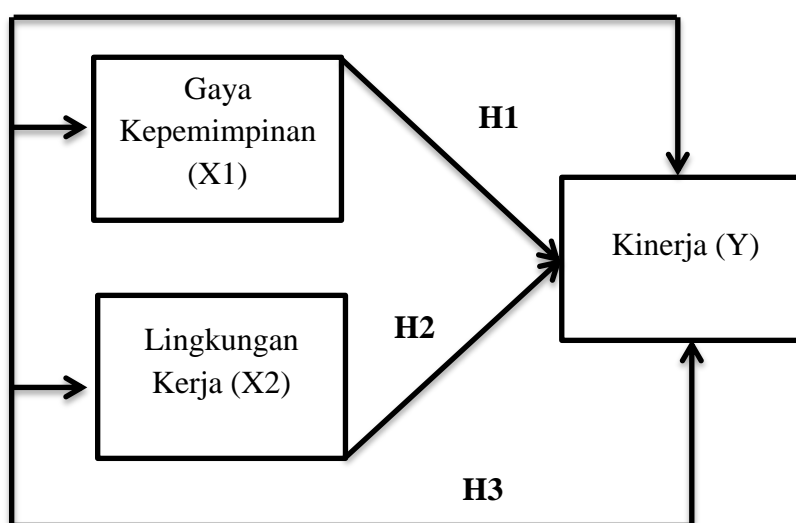 Gaya
Kepemimpinan
(X1)
H1
Kinerja (Y)
Lingkungan
Kerja (X2)
H2
H3